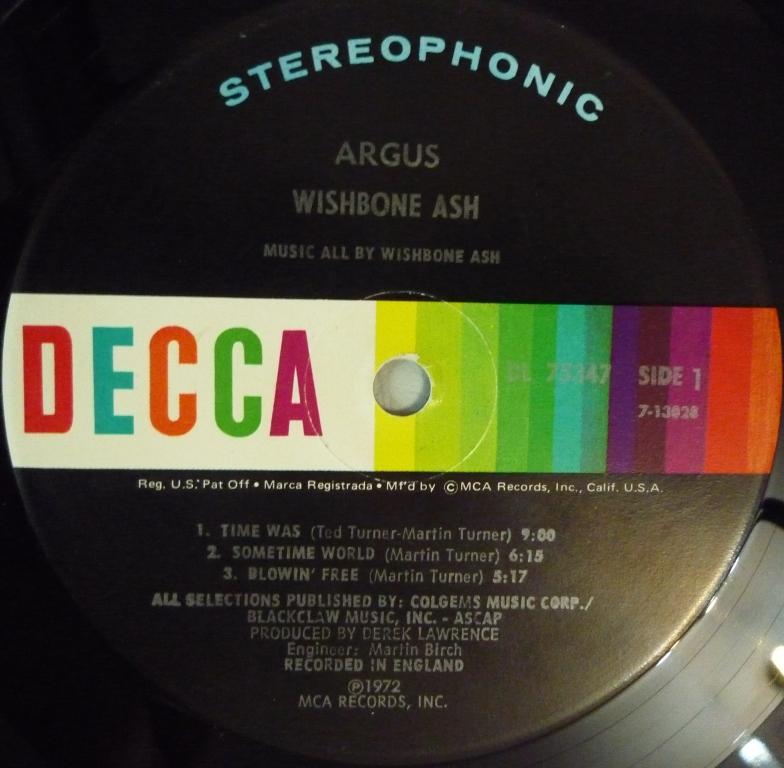 STEREOPHONIC
ARGUS
WISHBONE ASH
MUSIC ALL BY WISHBONE ASH
DECCA
DL 75347 SIDE 1
7-13028
Reg. U.S. Pat Off • Marca Registrada • Mf'd by ©MCA Records, Inc., Calif. U.S.A.
1. TIME WAS (Ted Turner-Martin Turner) 9:00
2. SOMETIME WORLD (Martin Turner) 6:15
3. BLOWIN' FREE (Martin Turner) 5:17
ALL SELECTIONS PUBLISHED BY: COLGEMS MUSIC CORP./
BLACKCLAW MUSIC, INC. - ASCAP
PRODUCED BY DEREK LAWRENCE
Engineer: Martin Birch
RECORDED IN ENGLAND
℗1972
MCA RECORDS, INC.